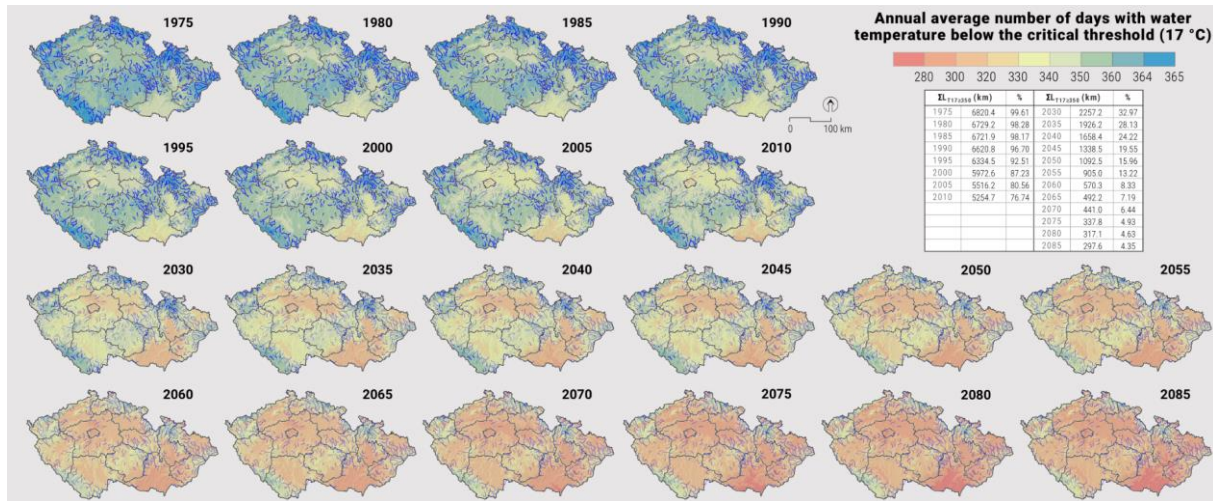 1975
1980
1985
1990
Annual average number of days with water
temperature below the critical threshold (17 °C)
280 300 320 330 340 350 360 364 365
ΣL T17≥350 (km) % ΣL T17≥350 (km) %
1975 6820.4 99.61 2030 2257.2 32.97
1980 6729.2 98.28 2035 1926.2 28.13
1985 6721.9 98.17 2040 1658.4 24.22
1990 6620.8 96.70 2045 1338.5 19.55
1995 6334.5 92.51 2050 1092.5 15.96
2000 5972.6 87.23 2055 905.0 13.22
2005 5516.2 80.56 2060 570.3 8.33
2010 5254.7 76.74 2065 492.2 7.19
2070 441.0 6.44
2075 337.8 4.93
2080 317.1 4.63
2085 297.6 4.35
0 100 km
1995
2000
2005
2010
2030
2035
2040
2045
2050
2055
2060
2065
2070
2075
2080
2085